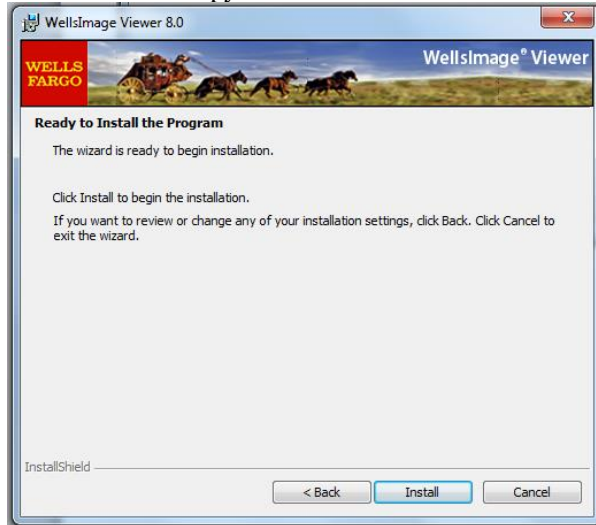 WellsImage Viewer 8.0
WELLS
FARGO
WellsImage® Viewer
Ready to Install the Program
The wizard is ready to begin installation.
Click Install to begin the installation.
If you want to review or change any of your installation settings, click Back. Click Cancel to
exit the wizard.
InstallShield
< Back
Install
Cancel